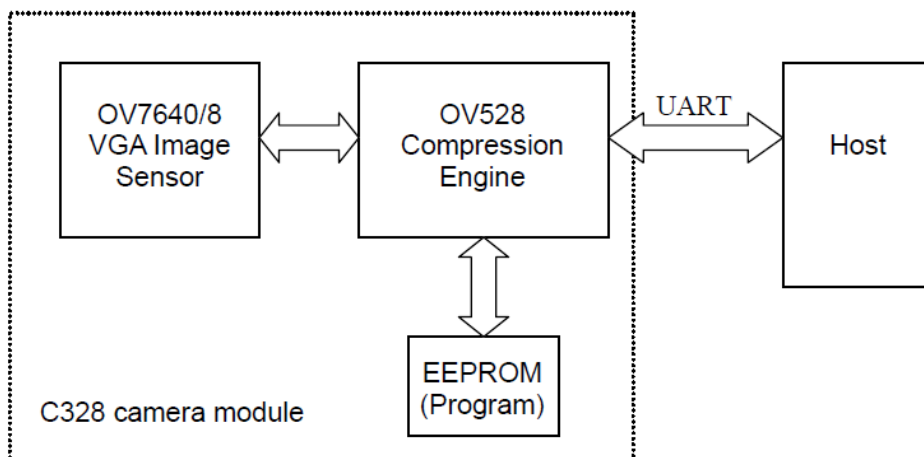 OV7640/8
VGA Image
Sensor
OV528
Compression
Engine
UART
Host
EEPROM
(Program)
C328 camera module